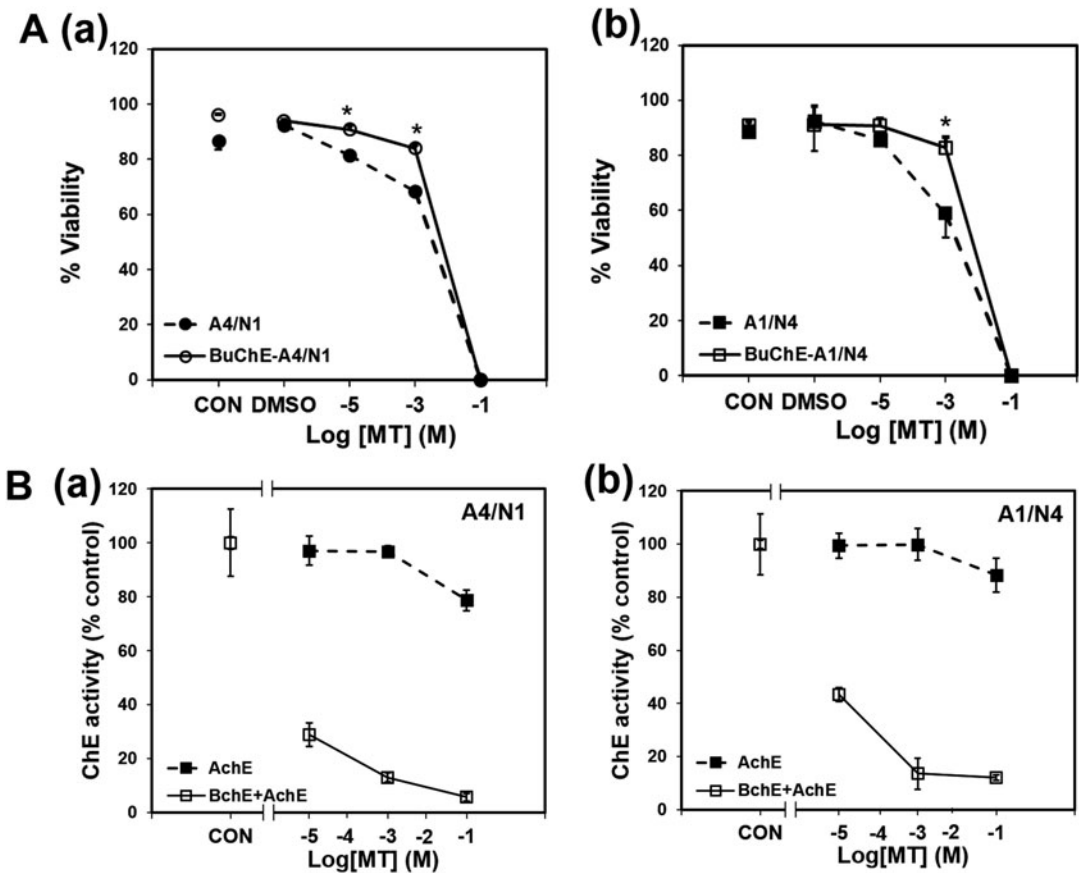 A (a)
120
100
80
60
40
20
0
% Viability
*
*
A4/N1
BuChE-A4/N1
CON DMSO -5 -3 -1
Log [MT] (M)
(b)
120
100
80
60
40
20
0
% Viability
*
A1/N4
BuChE-A1/N4
CON DMSO -5 -3 -1
Log [MT] (M)
B (a)
120
100
80
60
40
20
0
ChE activity (% control)
A4/N1
AchE
BchE+AchE
CON -5 -4 -3 -2 -1
Log[MT] (M)
(b)
120
100
80
60
40
20
0
ChE activity (% control)
A1/N4
AchE
BchE+AchE
CON -5 -4 -3 -2 -1
Log[MT] (M)